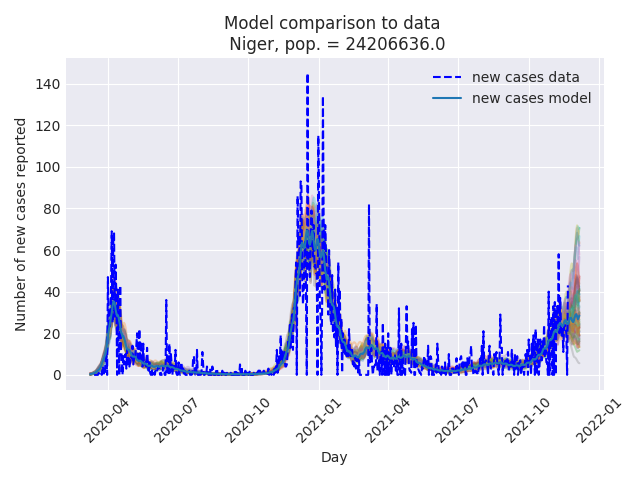 Model comparison to data
Niger, pop. = 24206636.0
new cases data
new cases model
Number of new cases reported
140
120
100
80
60
40
20
0
2020-04
2020-07
2020-10
2021-01
2021-04
2021-07
2021-10
2022-01
Day